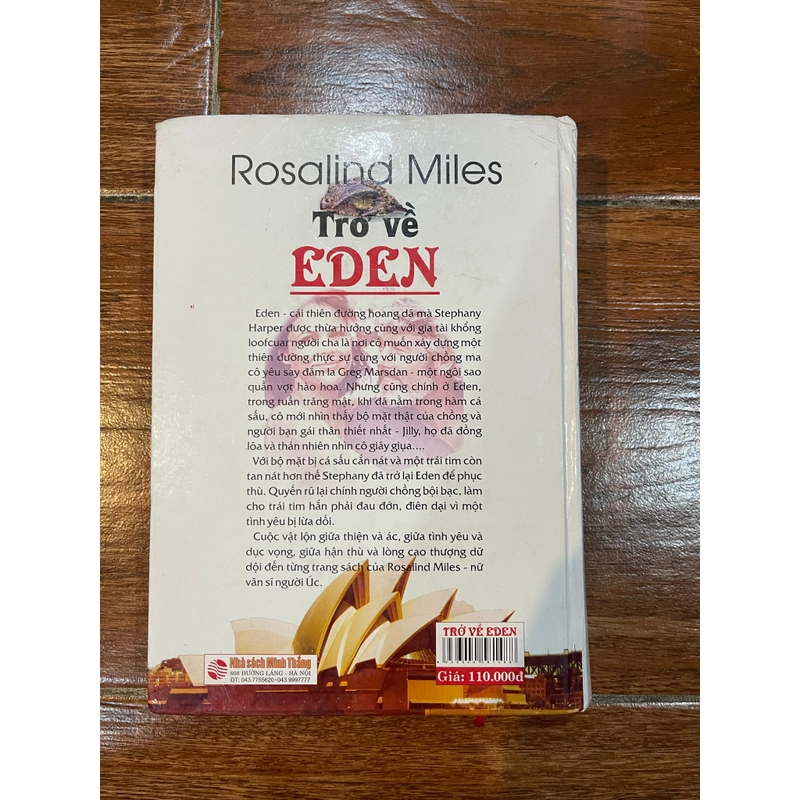 Rosalind Miles
Trở về
EDEN
Eden - cái thiên đường hoang dã mà Stephany
Harper được thừa hưởng cùng với gia tài khổng
loofcuar người cha là nơi cô muốn xây dựng một
thiên đường thực sự cùng với người chồng ma
cô yêu say đắm la Greg Marsdan - một ngôi sao
quần vợt hào hoa. Nhưng cũng chính ở Eden,
trong tuần trăng mật, khi đã nằm trong hàm cá
sấu, cô mới nhìn thấy bộ mặt thật của chồng và
người bạn gái thân thiết nhất - Jilly, họ đã đồng
lõa và thản nhiên nhìn cô giãy giụa....
Với bộ mặt bị cá sấu cắn nát và một trái tim còn
tan nát hơn thế Stephany đã trở lại Eden để phục
thù. Quyến rũ lại chính người chồng bội bạc, làm
cho trái tim hắn phải đau đớn, điên dại vì một
tình yêu bị lừa dối.
Cuộc vật lộn giữa thiện và ác, giữa tình yêu và
dục vọng, giữa hận thù và lòng cao thượng dữ
dội đến từng trang sách của Rosalind Miles - nữ
văn sĩ người Úc.
TRỞ VỀ EDEN
Giá: 110.000đ
Nhà sách Minh Thắng
808 ĐƯỜNG LÁNG - HÀ NỘI
ĐT: 043.7755620-043.9997777